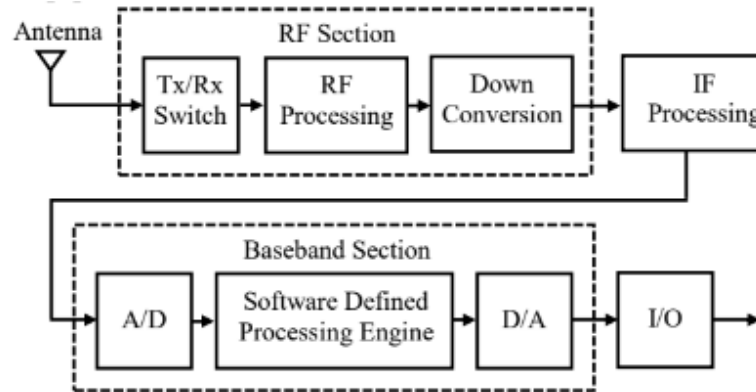 Antenna
RF Section
Tx/Rx
Switch
RF
Processing
Down
Conversion
IF
Processing
Baseband Section
A/D
Software Defined
Processing Engine
D/A
I/O